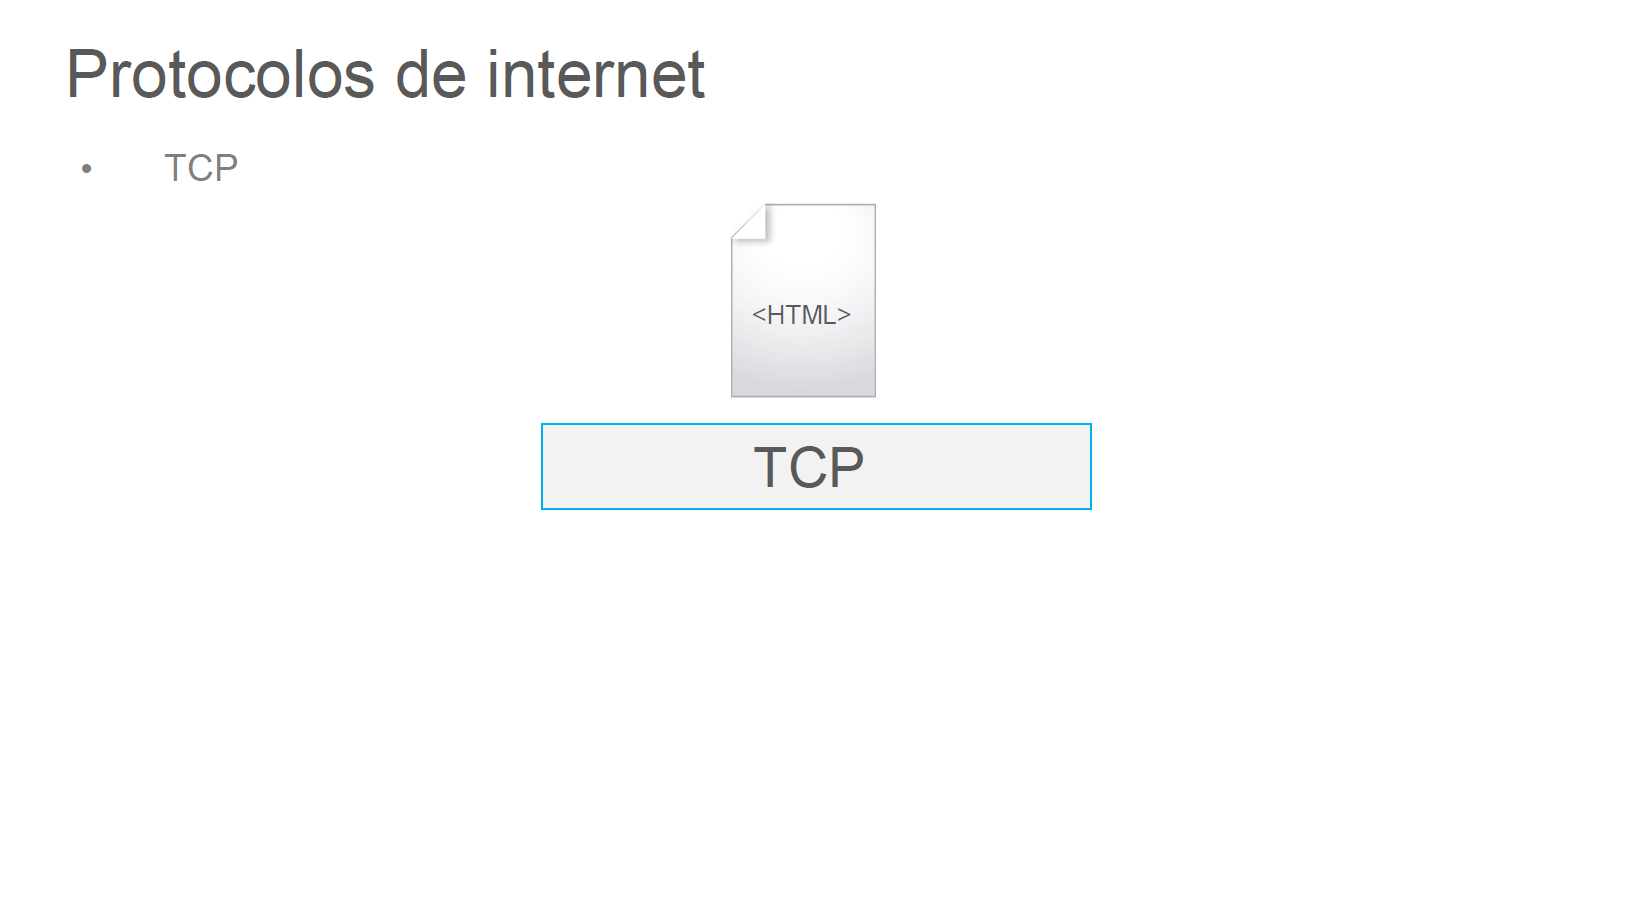 Protocolos de internet
• TCP
<HTML>
TCP